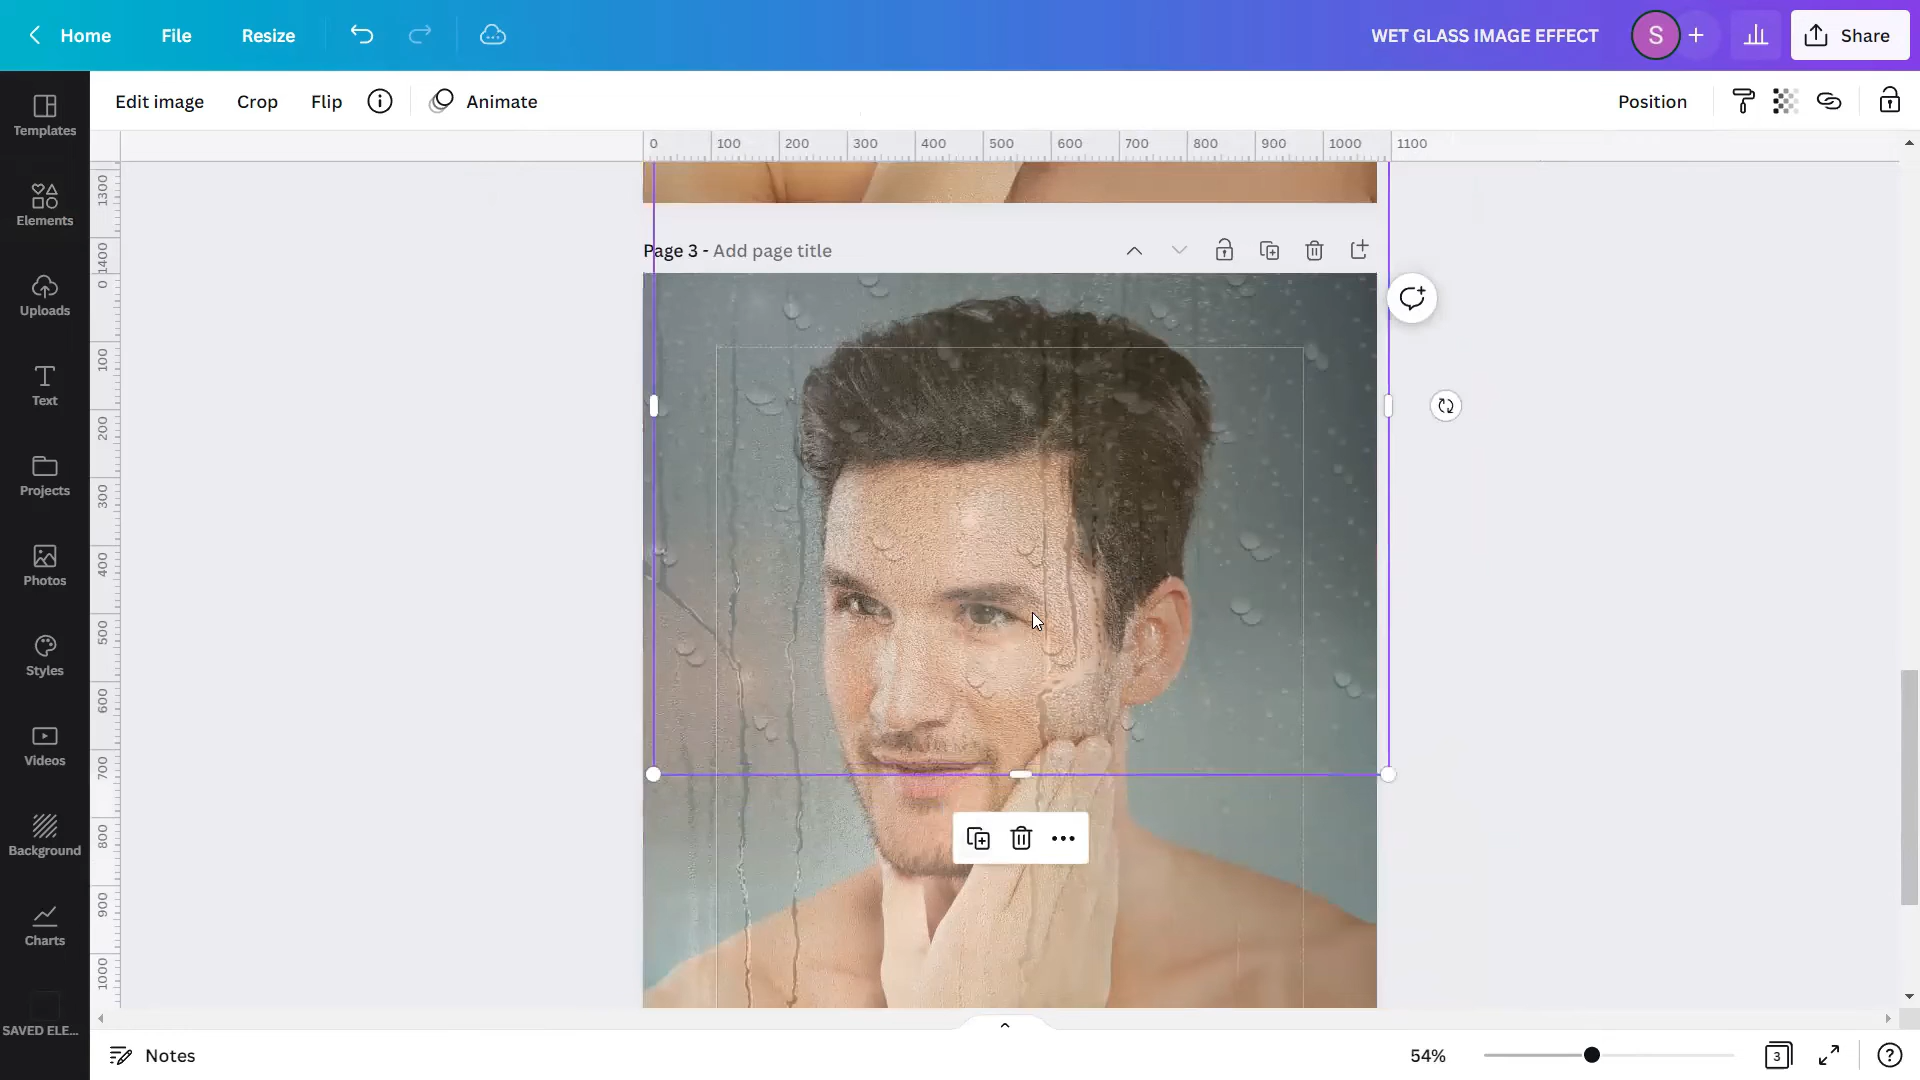 Home File Resize WET GLASS IMAGE EFFECT S Share
Edit image Crop Flip Animate Position
0 100 200 300 400 500 600 700 800 900 1000 1100
Templates
Elements
Uploads
Text
Projects
Photos
Styles
Videos
Background
Charts
SAVED ELE...
1300
1400
0
100
200
300
400
500
600
700
800
900
1000
Page 3 - Add page title
Notes 54% 3